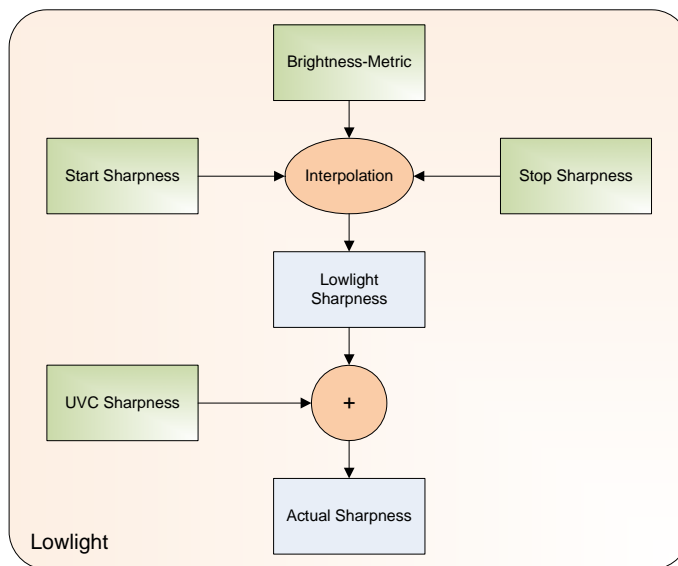 Brightness-Metric
Start Sharpness
Interpolation
Stop Sharpness
Lowlight
Sharpness
UVC Sharpness
+
Actual Sharpness
Lowlight